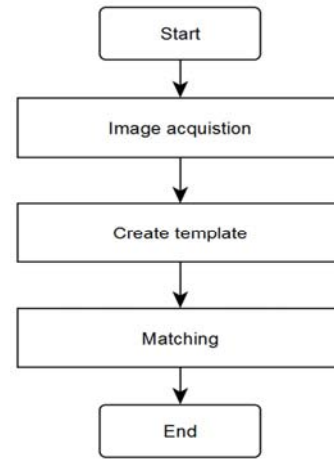 Start
Image acquistion
Create template
Matching
End